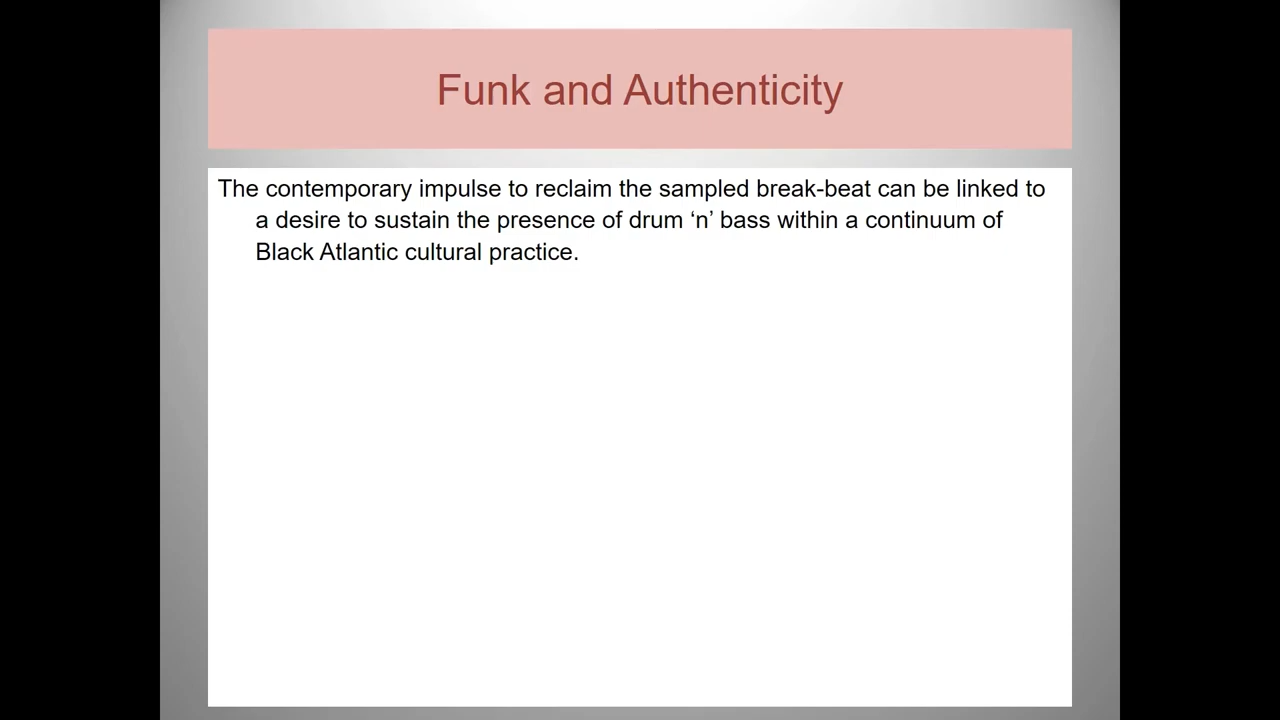 Funk and Authenticity
The contemporary impulse to reclaim the sampled break-beat can be linked to
a desire to sustain the presence of drum ‘n’ bass within a continuum of
Black Atlantic cultural practice.